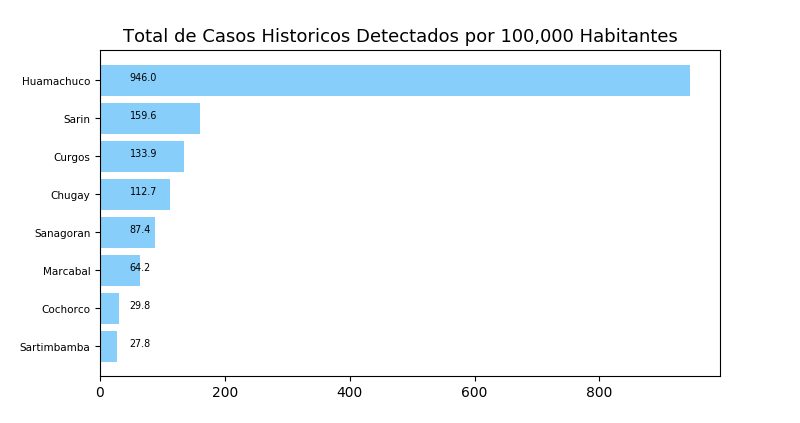 Total de Casos Historicos Detectados por 100,000 Habitantes
Huamachuco 946.0
Sarin 159.6
Curgos 133.9
Chugay 112.7
Sanagoran 87.4
Marcabal 64.2
Cochorco 29.8
Sartimbamba 27.8
0 200 400 600 800